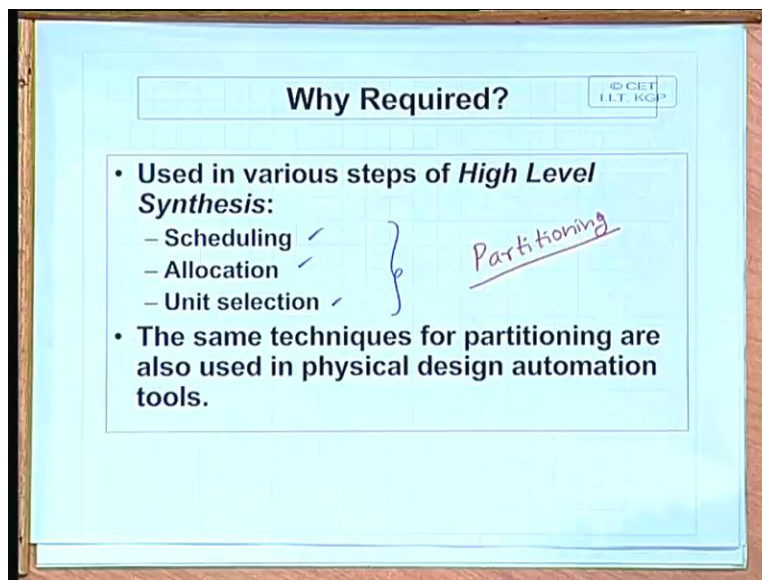 Why Required?
© CET
I.I.T. KGP
• Used in various steps of High Level
Synthesis:
– Scheduling
– Allocation
– Unit selection
Partitioning
• The same techniques for partitioning are
also used in physical design automation
tools.